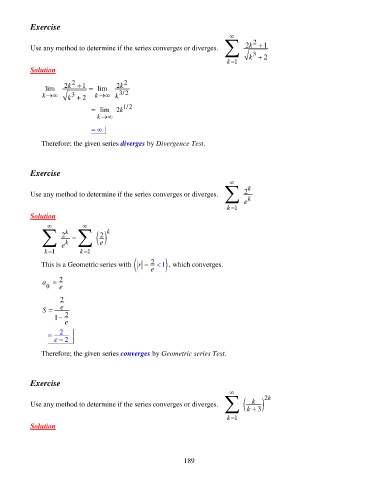 Exercise
Use any method to determine if the series converges or diverges. \sum_{k=1}^{\infty} \frac{2k^2+1}{\sqrt{k^3+2}}
Solution
\lim_{k→∞} \frac{2k^2+1}{\sqrt{k^3+2}} = \lim_{k→∞} \frac{2k^2}{k^{3/2}}
= \lim_{k→∞} 2k^{1/2}
= ∞
Therefore; the given series diverges by Divergence Test.
Exercise
Use any method to determine if the series converges or diverges. \sum_{k=1}^{\infty} \frac{2^k}{e^k}
Solution
\sum_{k=1}^{\infty} \frac{2^k}{e^k} = \sum_{k=1}^{\infty} \left(\frac{2}{e}\right)^k
This is a Geometric series with \left(|r| = \frac{2}{e} < 1\right), which converges.
a_0 = \frac{2}{e}
S = \frac{\frac{2}{e}}{1-\frac{2}{e}}
= \frac{2}{e-2}
Therefore; the given series converges by Geometric series Test.
Exercise
Use any method to determine if the series converges or diverges. \sum_{k=1}^{\infty} \left(\frac{k}{k+3}\right)^{2k}
Solution
189